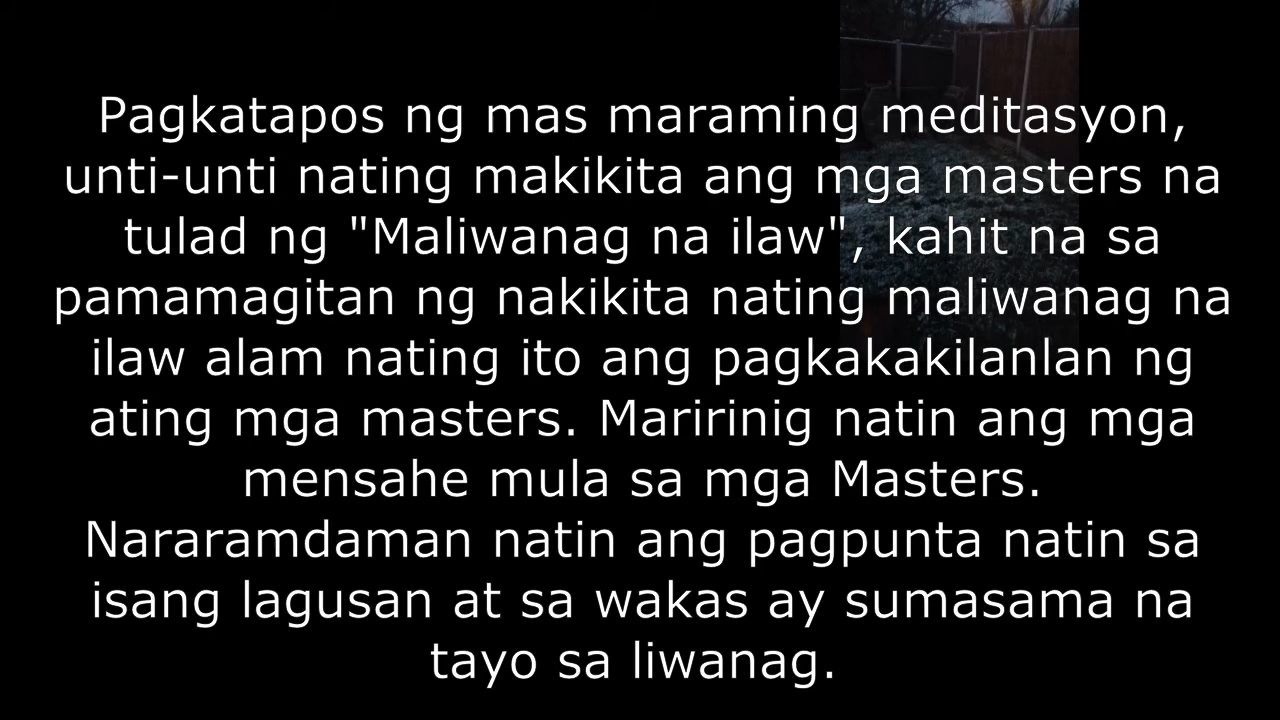 Pagkatapos ng mas maraming meditasyon,
unti-unti nating makikita ang mga masters na
tulad ng "Maliwanag na ilaw", kahit na sa
pamamagitan ng nakikita nating maliwanag na
ilaw alam nating ito ang pagkakakilanlan ng
ating mga masters. Maririnig natin ang mga
mensahe mula sa mga Masters.
Nararamdaman natin ang pagpunta natin sa
isang lagusan at sa wakas ay sumasama na
tayo sa liwanag.